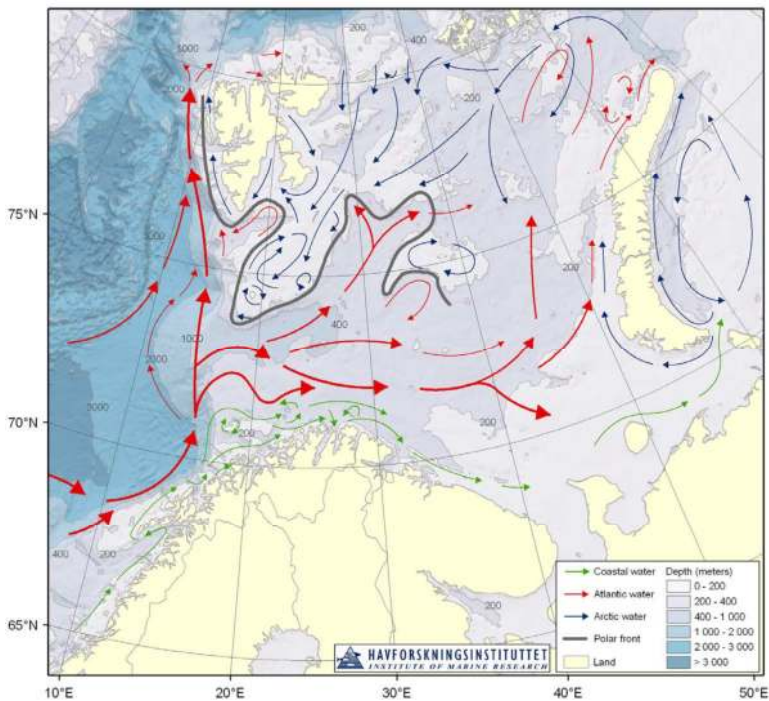 200
400
1000
200
75°N
200
400
1000
2000
3000
70°N
200
200
400
200
200
65°N
Coastal water
Atlantic water
Arctic water
Polar front
Land
Depth (meters)
0 - 200
200 - 400
400 - 1 000
1 000 - 2 000
2 000 - 3 000
> 3 000
HAVFORSKNINGSINSTITUTTET
INSTITUTE OF MARINE RESEARCH
10°E
20°E
30°E
40°E
50°E